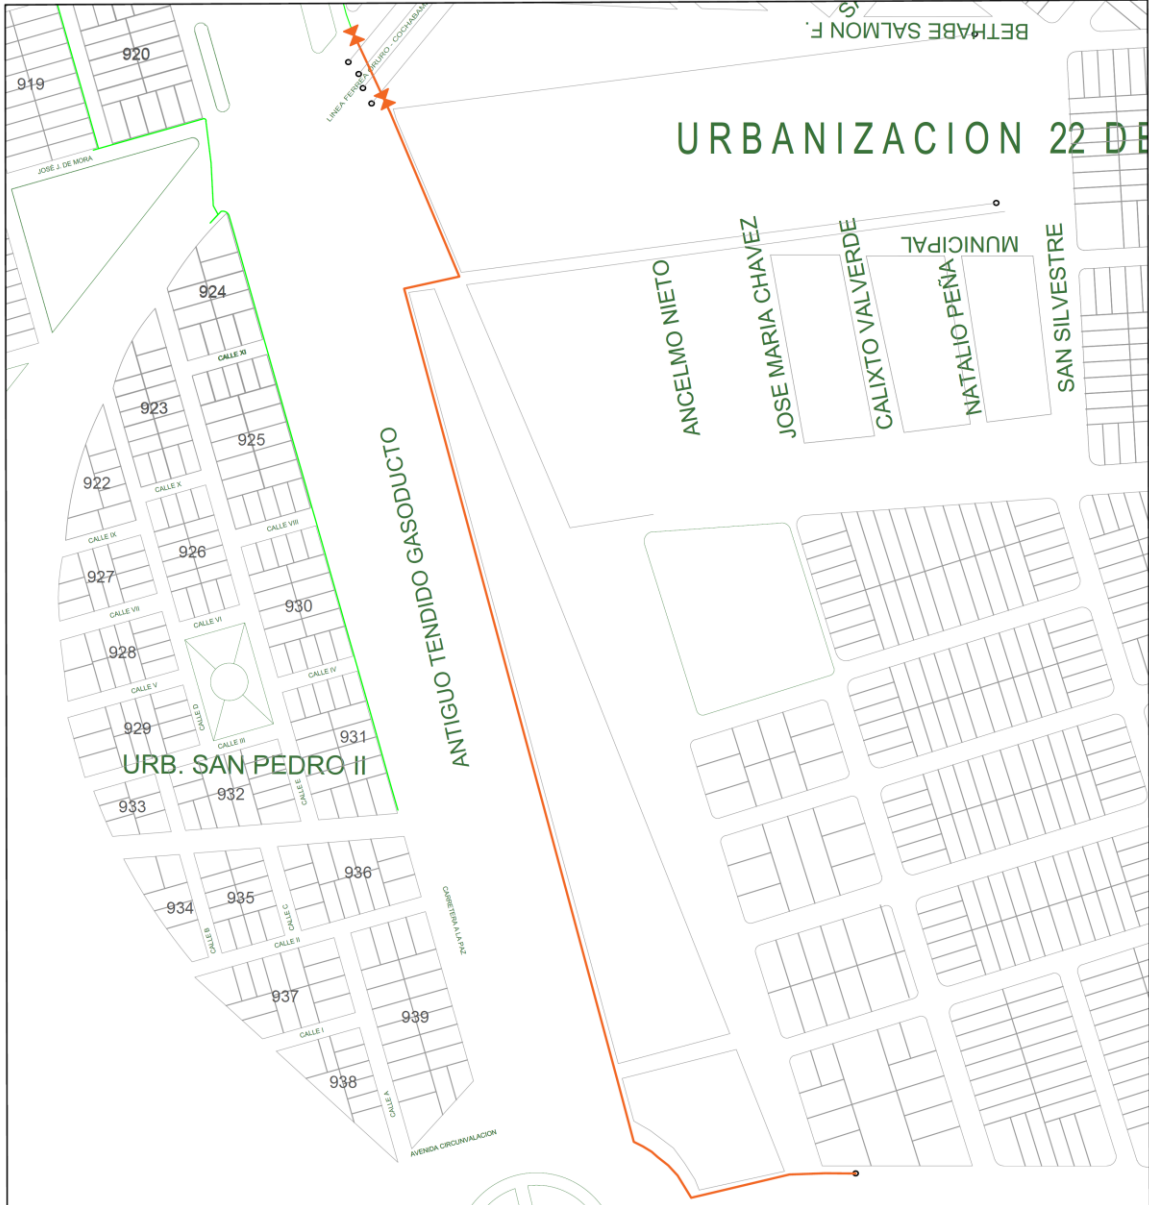 BETHABE SALMON F.
LINEA FERREA ORURO - COCHABAMBA
920
919
URBANIZACION 22 DE
JOSÉ J. DE MORA
MUNICIPAL
ANCELMO NIETO
JOSE MARIA CHAVEZ
CALIXTO VALVERDE
NATALIO PEÑA
SAN SILVESTRE
924
CALLE XI
923
925
922
CALLE X
CALLE VIII
CALLE IX
926
927
930
CALLE VII
CALLE VI
928
CALLE IV
CALLE V
CALLE D
929
CALLE III
931
ANTIGUO TENDIDO GASODUCTO
URB. SAN PEDRO II
932
CALLE E
933
936
935
934
CALLE C
CALLE B
CALLE II
CARRETERA A LA PAZ
937
939
CALLE I
938
CALLE A
AVENIDA CIRCUNVALACION